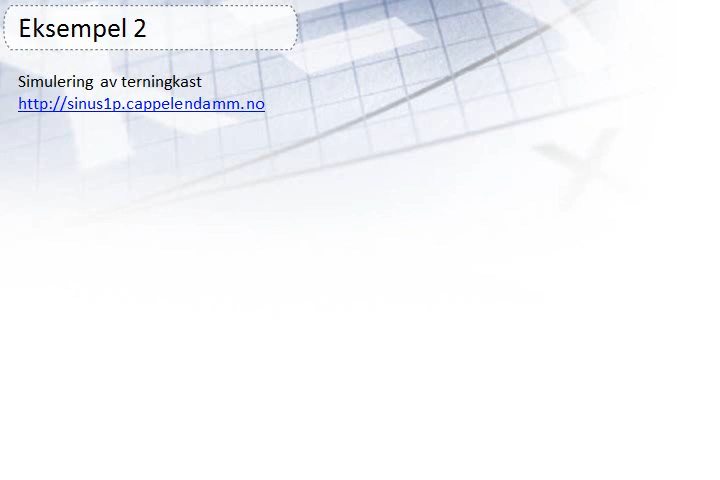 Eksempel 2
Simulering av terningkast
http://sinus1p.cappelendamm.no